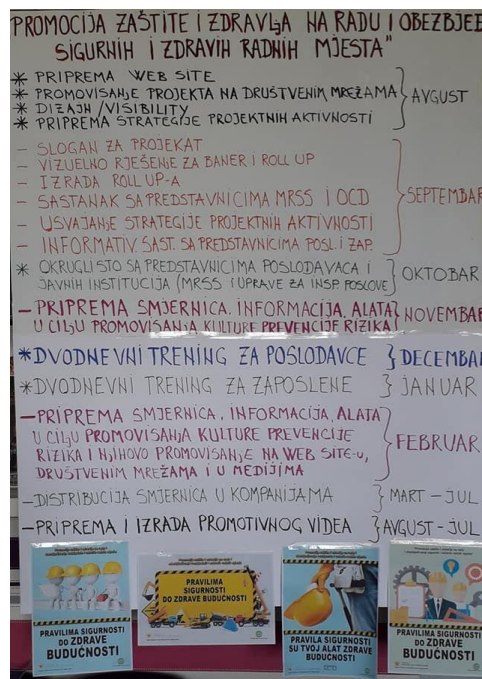 "PROMOCIJA ZAŠTITE I ZDRAVLJA NA RADU I OBEZBJEĐ
SIGURNIH I ZDRAVIH RADNIH MJESTA"
* PRIPREMA WEB SITE
* PROMOVISANJE PROJEKTA NA DRUŠTVENIM MREŽAMA
* DIZAJN /VISIBILITY
* PRIPREMA STRATEGIJE PROJEKTNIH AKTIVNOSTI
AVGUST
- SLOGAN ZA PROJEKAT
- VIZUELNO RJEŠENJE ZA BANER I ROLL UP
- IZRADA ROLL UP-A
- SASTANAK SA PREDSTAVNICIMA MRSS I OCD
- USVAJANJE STRATEGIJE PROJEKTNIH AKTIVNOSTI
- INFORMATIV. SAST. SA PREDSTAVNICIMA POSL. I ZAP.
SEPTEMBAR
* OKRUGLI STO SA PREDSTAVNICIMA POSLODAVACA I
JAVNIH INSTITUCIJA (MRSS I UPRAVE ZA INSP. POSLOVE)
OKTOBAR
- PRIPREMA SMJERNICA, INFORMACIJA, ALATA
U CILJU PROMOVISANJA KULTURE PREVENCIJE RIZIKA
NOVEMBAR
* DVODNEVNI TRENING ZA POSLODAVCE } DECEMBAR
* DVODNEVNI TRENING ZA ZAPOSLENE } JANUAR
- PRIPREMA SMJERNICA, INFORMACIJA, ALATA
U CILJU PROMOVISANJA KULTURE PREVENCIJE
RIZIKA I NJIHOVO PROMOVISANJE NA WEB SITE-U,
DRUŠTVENIM MREŽAMA I U MEDIJIMA
FEBRUAR
- DISTRIBUCIJA SMJERNICA U KOMPANIJAMA } MART - JUL
- PRIPREMA I IZRADA PROMOTIVNOG VIDEA } AVGUST - JUL
PRAVILIMA SIGURNOSTI
DO ZDRAVE
BUDUĆNOSTI
PRAVILIMA
SIGURNOSTI
DO ZDRAVE BUDUĆNOSTI
PRAVILA SIGURNOSTI
SU TVOJ ALAT ZDRAVE
BUDUĆNOSTI
PRAVILIMA SIGURNOSTI
DO ZDRAVE
BUDUĆNOSTI